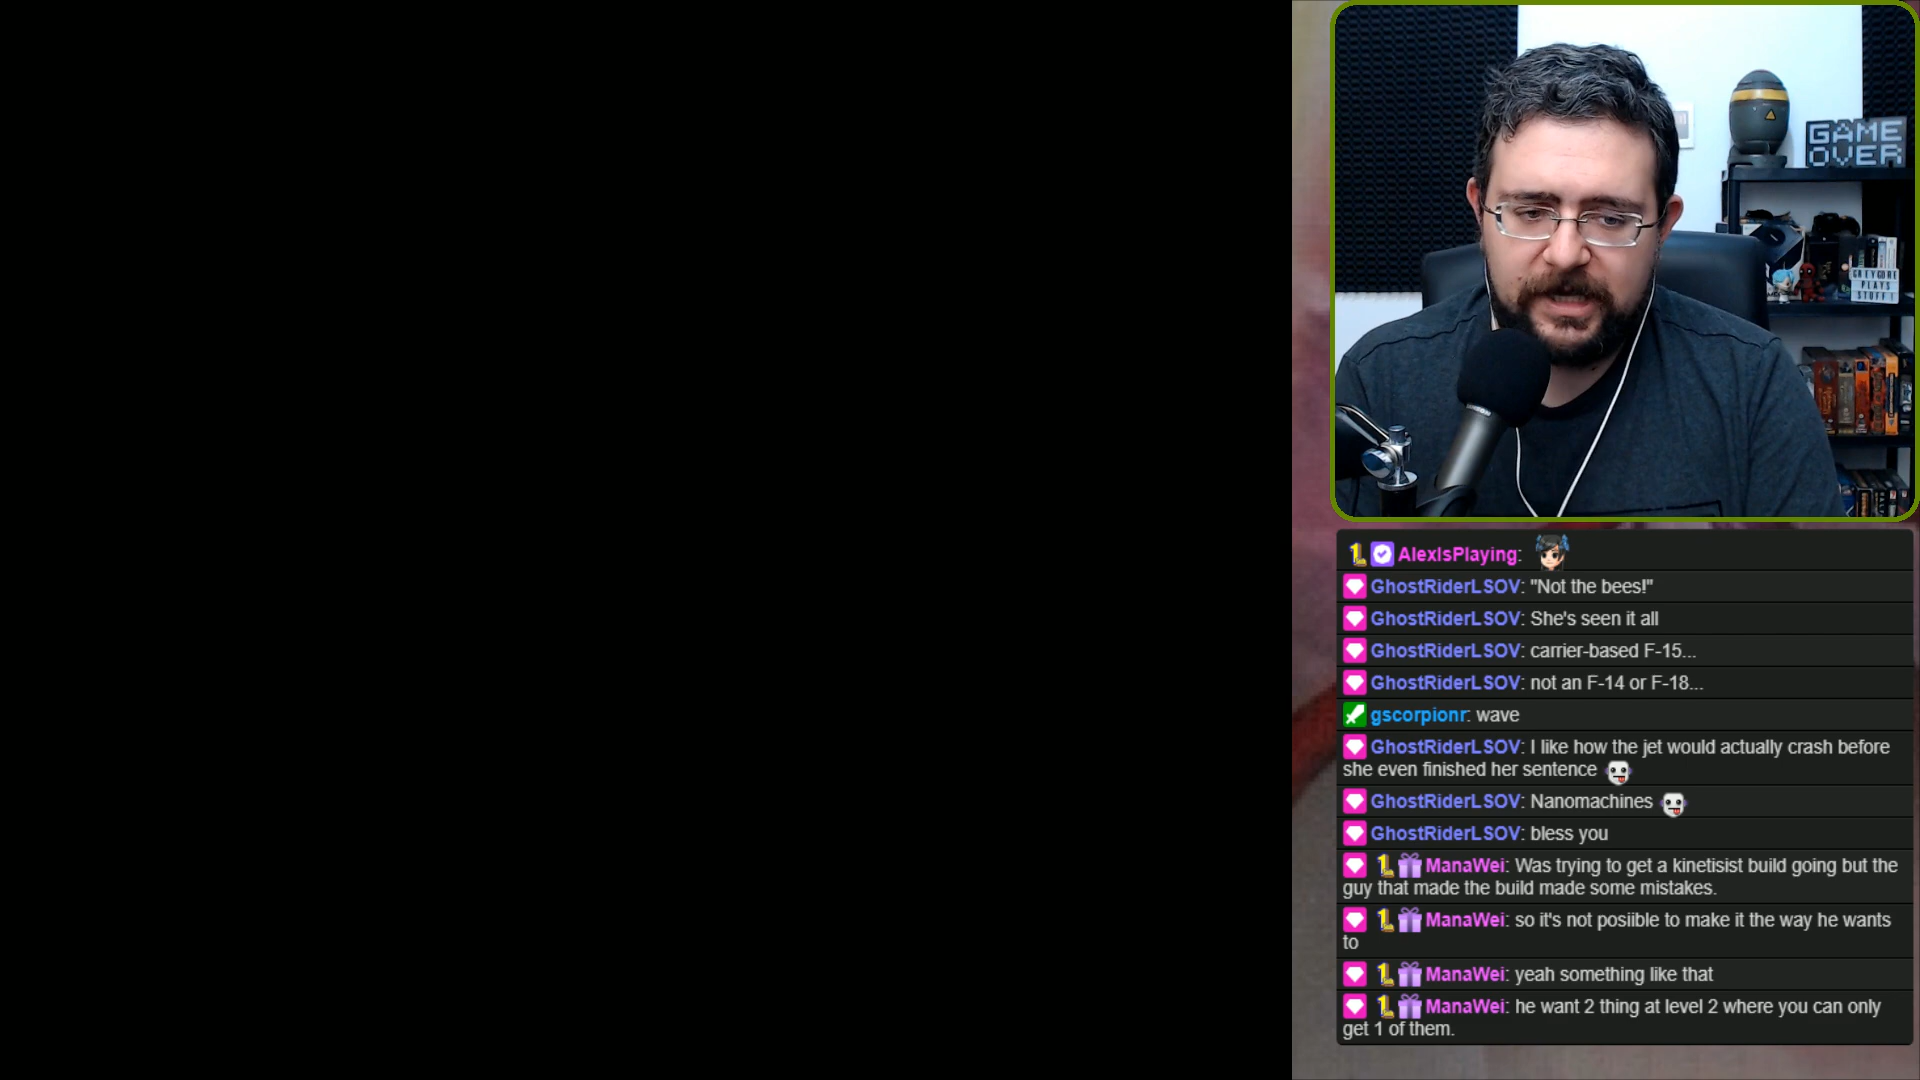 GAME
OVER
GREYGORE
PLAYS
STUFF!
AlexIsPlaying:
GhostRiderLSOV: "Not the bees!"
GhostRiderLSOV: She's seen it all
GhostRiderLSOV: carrier-based F-15...
GhostRiderLSOV: not an F-14 or F-18...
gscorpionr: wave
GhostRiderLSOV: I like how the jet would actually crash before
she even finished her sentence
GhostRiderLSOV: Nanomachines
GhostRiderLSOV: bless you
ManaWei: Was trying to get a kinetisist build going but the
guy that made the build made some mistakes.
ManaWei: so it's not posiible to make it the way he wants
to
ManaWei: yeah something like that
ManaWei: he want 2 thing at level 2 where you can only
get 1 of them.